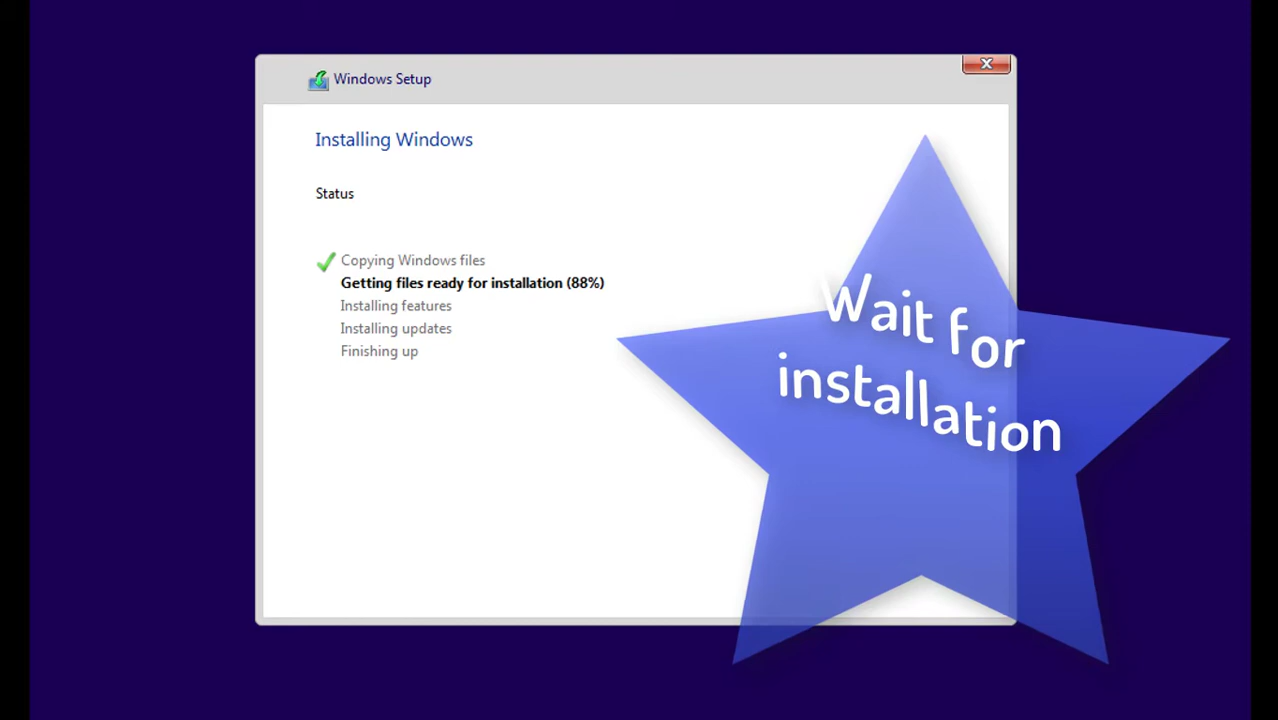 Windows Setup
Installing Windows
Status
Copying Windows files
Getting files ready for installation (88%)
Installing features
Installing updates
Finishing up
Wait for
installation